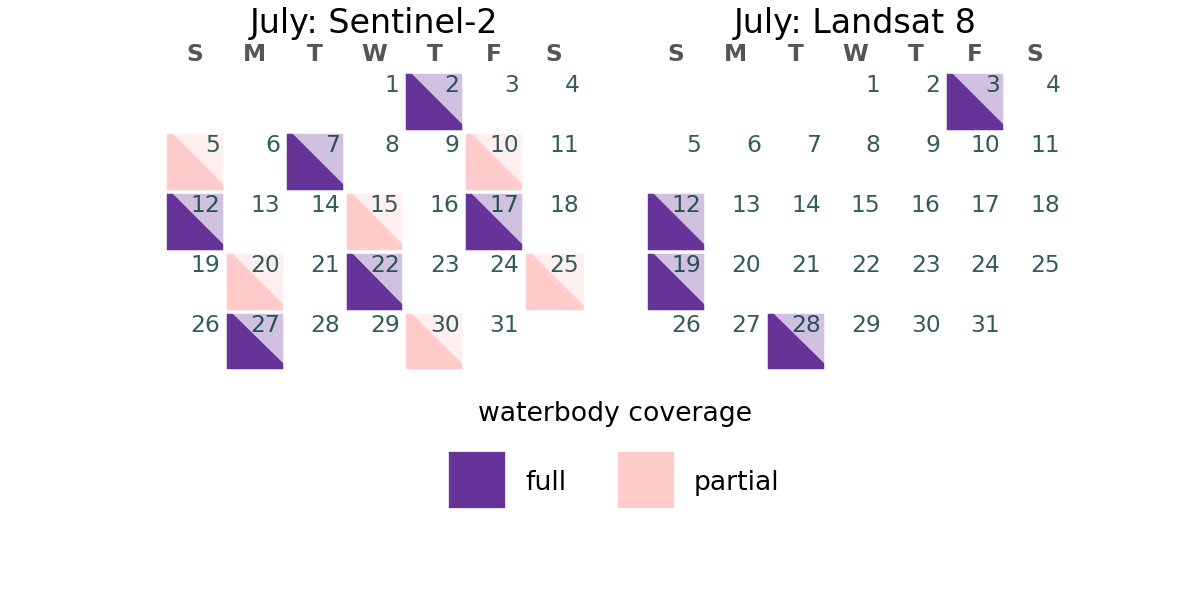 July: Sentinel-2
S M T W T F S
1 2 3 4
5 6 7 8 9 10 11
12 13 14 15 16 17 18
19 20 21 22 23 24 25
26 27 28 29 30 31
July: Landsat 8
S M T W T F S
1 2 3 4
5 6 7 8 9 10 11
12 13 14 15 16 17 18
19 20 21 22 23 24 25
26 27 28 29 30 31
waterbody coverage
full
partial